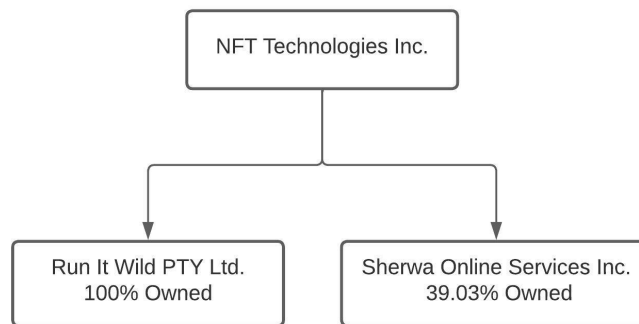 NFT Technologies Inc.
Run It Wild PTY Ltd.
100% Owned
Sherwa Online Services Inc.
39.03% Owned